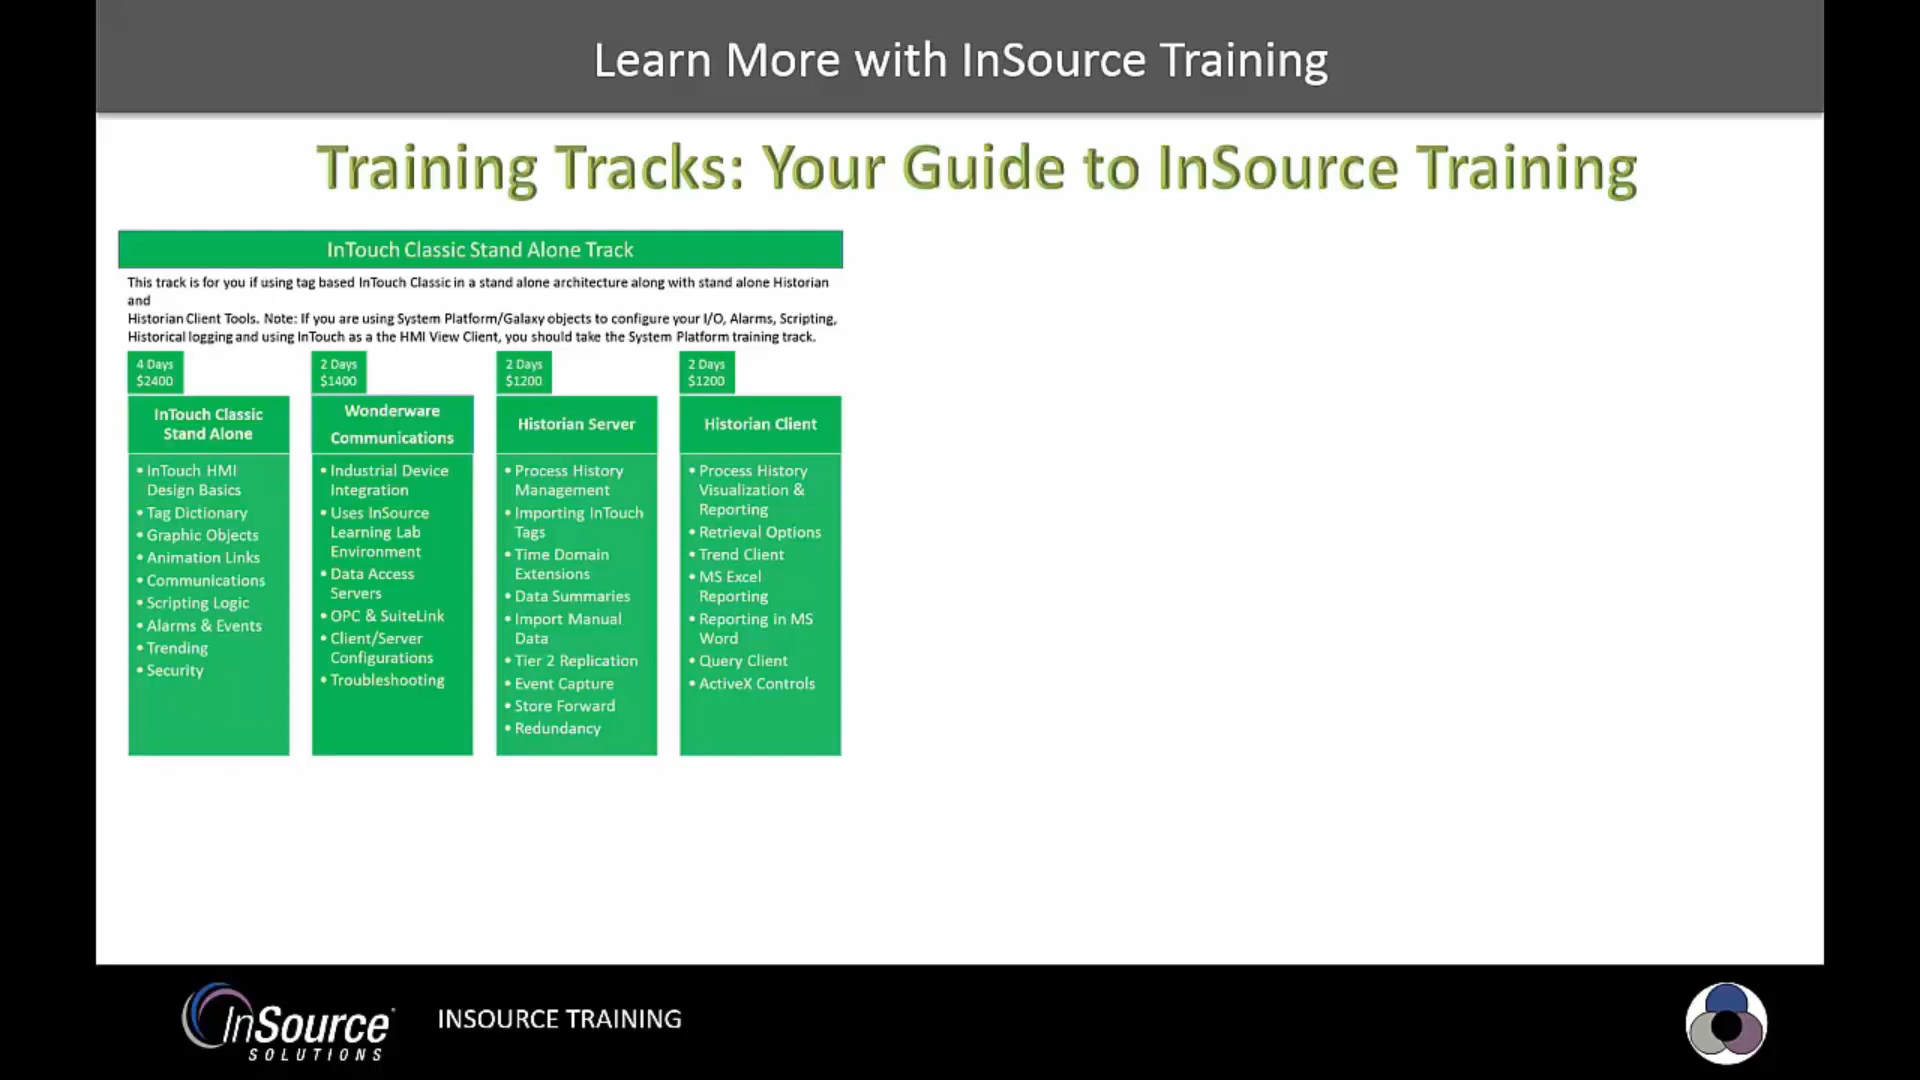 Learn More with InSource Training
Training Tracks: Your Guide to InSource Training
InTouch Classic Stand Alone Track
This track is for you if using tag based InTouch Classic in a stand alone architecture along with stand alone Historian
and
Historian Client Tools. Note: If you are using System Platform/Galaxy objects to configure your I/O, Alarms, Scripting,
Historical logging and using InTouch as a the HMI View Client, you should take the System Platform training track.
4 Days
$2400
InTouch Classic
Stand Alone
• InTouch HMI
Design Basics
• Tag Dictionary
• Graphic Objects
• Animation Links
• Communications
• Scripting Logic
• Alarms & Events
• Trending
• Security
2 Days
$1400
Wonderware
Communications
• Industrial Device
Integration
• Uses InSource
Learning Lab
Environment
• Data Access
Servers
• OPC & SuiteLink
• Client/Server
Configurations
• Troubleshooting
2 Days
$1200
Historian Server
• Process History
Management
• Importing InTouch
Tags
• Time Domain
Extensions
• Data Summaries
• Import Manual
Data
• Tier 2 Replication
• Event Capture
• Store Forward
• Redundancy
2 Days
$1200
Historian Client
• Process History
Visualization &
Reporting
• Retrieval Options
• Trend Client
• MS Excel
Reporting
• Reporting in MS
Word
• Query Client
• ActiveX Controls
InSource
SOLUTIONS
INSOURCE TRAINING